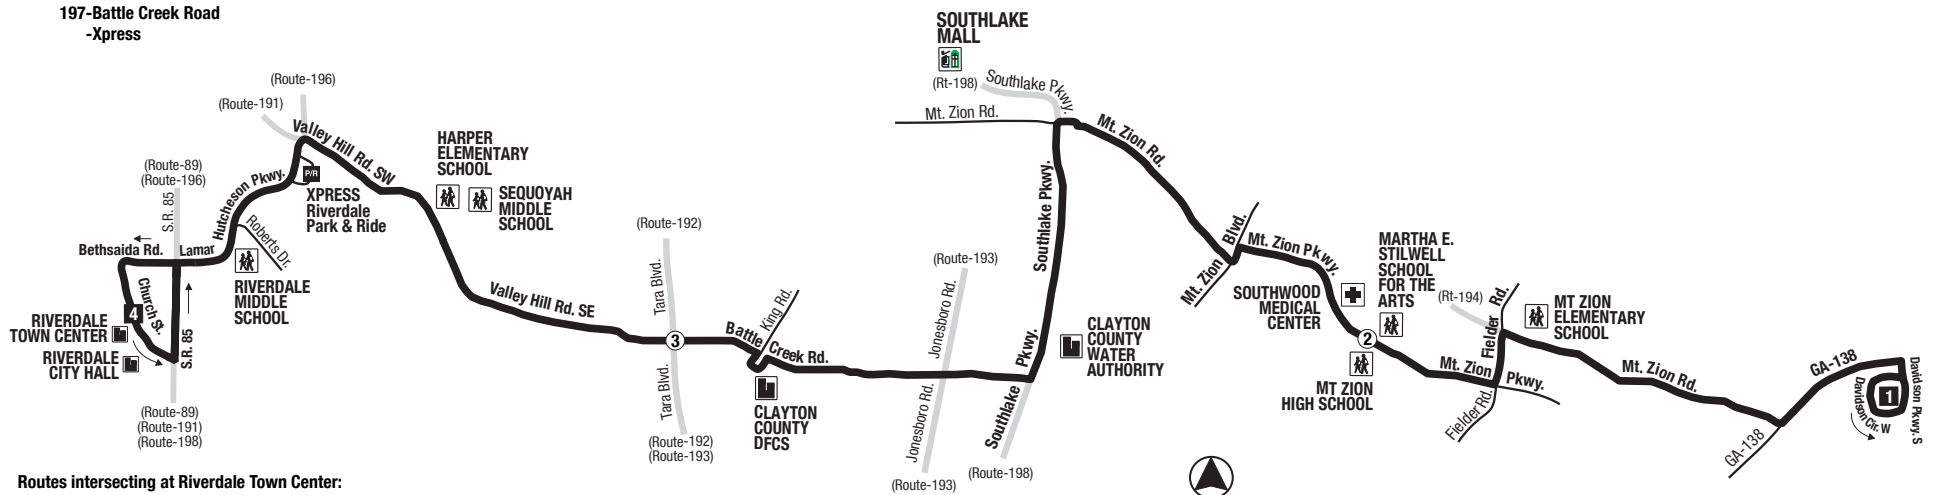 197-Battle Creek Road
-Xpress
SOUTHLAKE
MALL
(Rt-198)
Southlake Pkwy.
Mt. Zion Rd.
Mt. Zion Rd.
(Route-196)
(Route-191)
Valley Hill Rd. SW
HARPER
ELEMENTARY
SCHOOL
SEQUOYAH
MIDDLE
SCHOOL
(Route-89)
(Route-196)
S.R. 85
Hutcheson Pkwy.
P/R
XPRESS
Riverdale
Park & Ride
Roberts Dr.
Bethsaida Rd.
Lamar
RIVERDALE
MIDDLE
SCHOOL
Church St.
4
RIVERDALE
TOWN CENTER
RIVERDALE
CITY HALL
S.R. 85
(Route-89)
(Route-191)
(Route-198)
Valley Hill Rd. SE
(Route-192)
Tara Blvd.
3
Tara Blvd.
(Route-192)
(Route-193)
King Rd.
Battle
Creek Rd.
CLAYTON
COUNTY
DFCS
(Route-193)
Jonesboro Rd.
Jonesboro Rd.
(Route-193)
Southlake Pkwy.
Southlake
Pkwy.
(Route-198)
CLAYTON
COUNTY
WATER
AUTHORITY
Mt. Zion
Blvd.
Mt. Zion Pkwy.
SOUTHWOOD
MEDICAL
CENTER
MARTHA E.
STILWELL
SCHOOL
FOR THE
ARTS
2
MT ZION
HIGH SCHOOL
(Rt-194)
Fielder
Rd.
MT ZION
ELEMENTARY
SCHOOL
Mt. Zion
Pkwy.
Fielder Rd.
Mt. Zion Rd.
GA-138
GA-138
Davidson Pkwy. S
1
Davidson Cir. W
Routes intersecting at Riverdale Town Center: